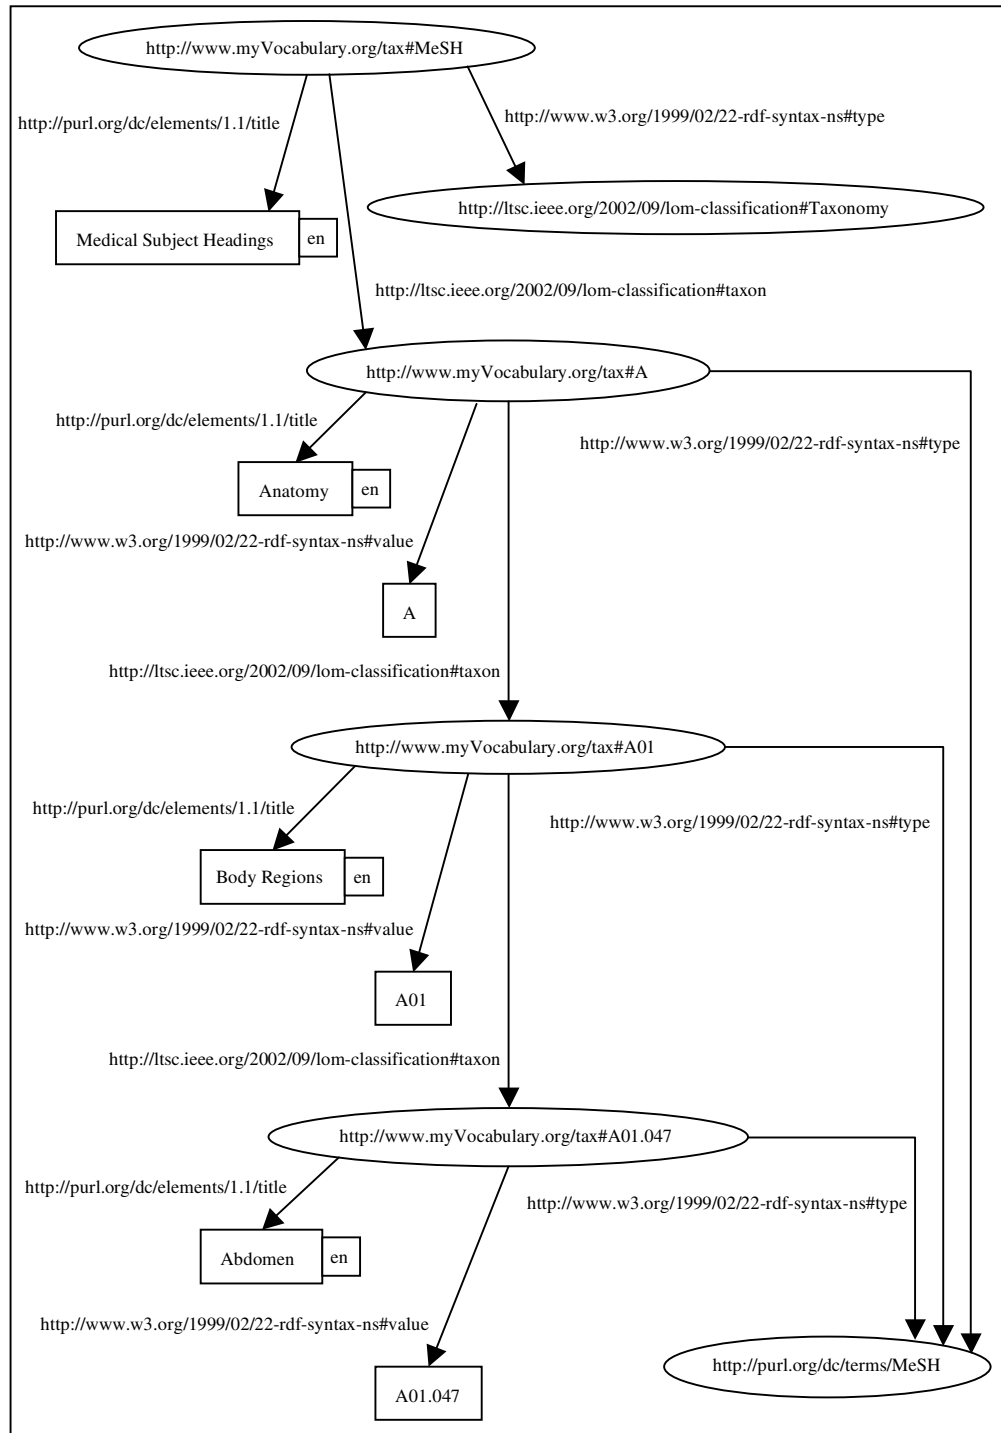 http://www.myVocabulary.org/tax#MeSH
http://purl.org/dc/elements/1.1/title
http://www.w3.org/1999/02/22-rdf-syntax-ns#type
http://ltsc.ieee.org/2002/09/lom-classification#Taxonomy
Medical Subject Headings
en
http://ltsc.ieee.org/2002/09/lom-classification#taxon
http://www.myVocabulary.org/tax#A
http://purl.org/dc/elements/1.1/title
http://www.w3.org/1999/02/22-rdf-syntax-ns#type
Anatomy
en
http://www.w3.org/1999/02/22-rdf-syntax-ns#value
A
http://ltsc.ieee.org/2002/09/lom-classification#taxon
http://www.myVocabulary.org/tax#A01
http://purl.org/dc/elements/1.1/title
http://www.w3.org/1999/02/22-rdf-syntax-ns#type
Body Regions
en
http://www.w3.org/1999/02/22-rdf-syntax-ns#value
A01
http://ltsc.ieee.org/2002/09/lom-classification#taxon
http://www.myVocabulary.org/tax#A01.047
http://purl.org/dc/elements/1.1/title
http://www.w3.org/1999/02/22-rdf-syntax-ns#type
Abdomen
en
http://www.w3.org/1999/02/22-rdf-syntax-ns#value
http://purl.org/dc/terms/MeSH
A01.047